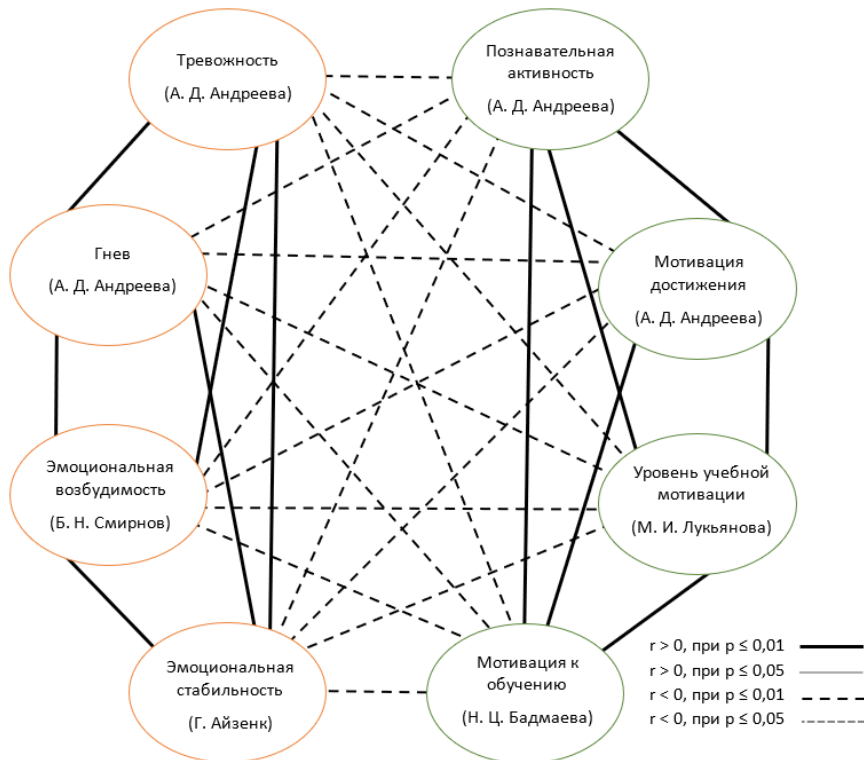 Тревожность
(А. Д. Андреева)
Познавательная
активность
(А. Д. Андреева)
Гнев
(А. Д. Андреева)
Мотивация
достижения
(А. Д. Андреева)
Эмоциональная
возбудимость
(Б. Н. Смирнов)
Уровень учебной
мотивации
(М. И. Лукьянова)
Эмоциональная
стабильность
(Г. Айзенк)
Мотивация к
обучению
(Н. Ц. Бадмаева)
r > 0, при p ≤ 0,01
r > 0, при p ≤ 0,05
r < 0, при p ≤ 0,01
r < 0, при p ≤ 0,05